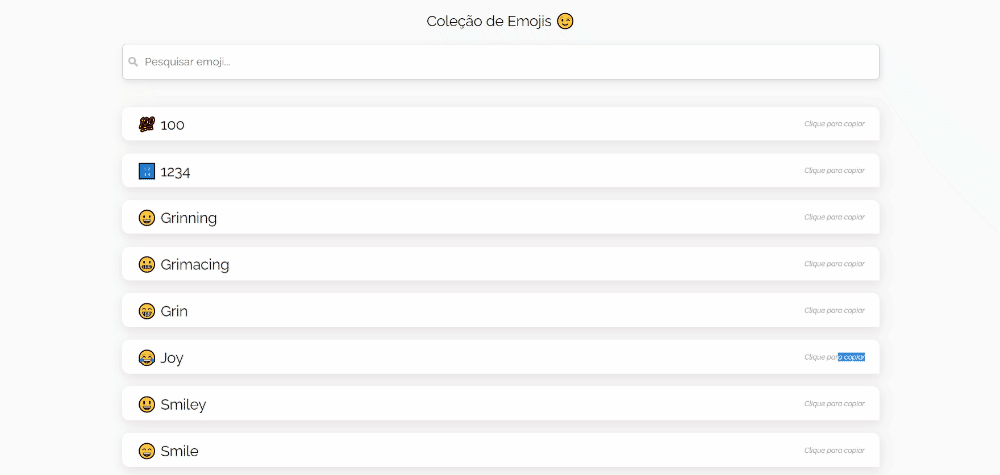 Coleção de Emojis 😉
Pesquisar emoji...
💯 100 Clique para copiar
🔢 1234 Clique para copiar
😀 Grinning Clique para copiar
😬 Grimacing Clique para copiar
😁 Grin Clique para copiar
😂 Joy Clique para copiar
😃 Smiley Clique para copiar
😄 Smile Clique para copiar